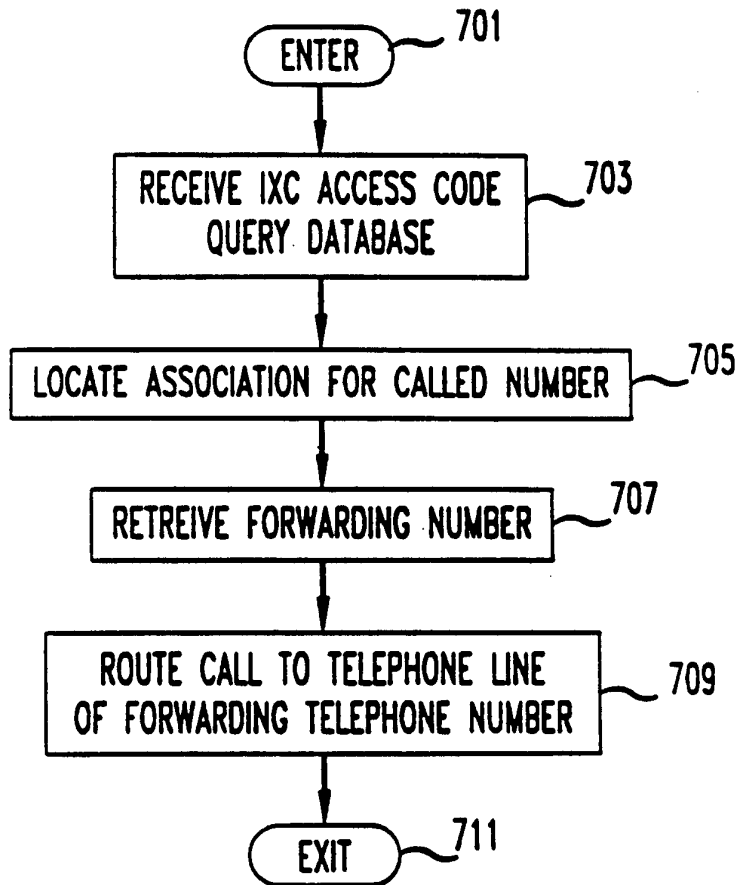 ENTER
701
RECEIVE IXC ACCESS CODE
QUERY DATABASE
703
LOCATE ASSOCIATION FOR CALLED NUMBER
705
RETREIVE FORWARDING NUMBER
707
ROUTE CALL TO TELEPHONE LINE
OF FORWARDING TELEPHONE NUMBER
709
EXIT
711